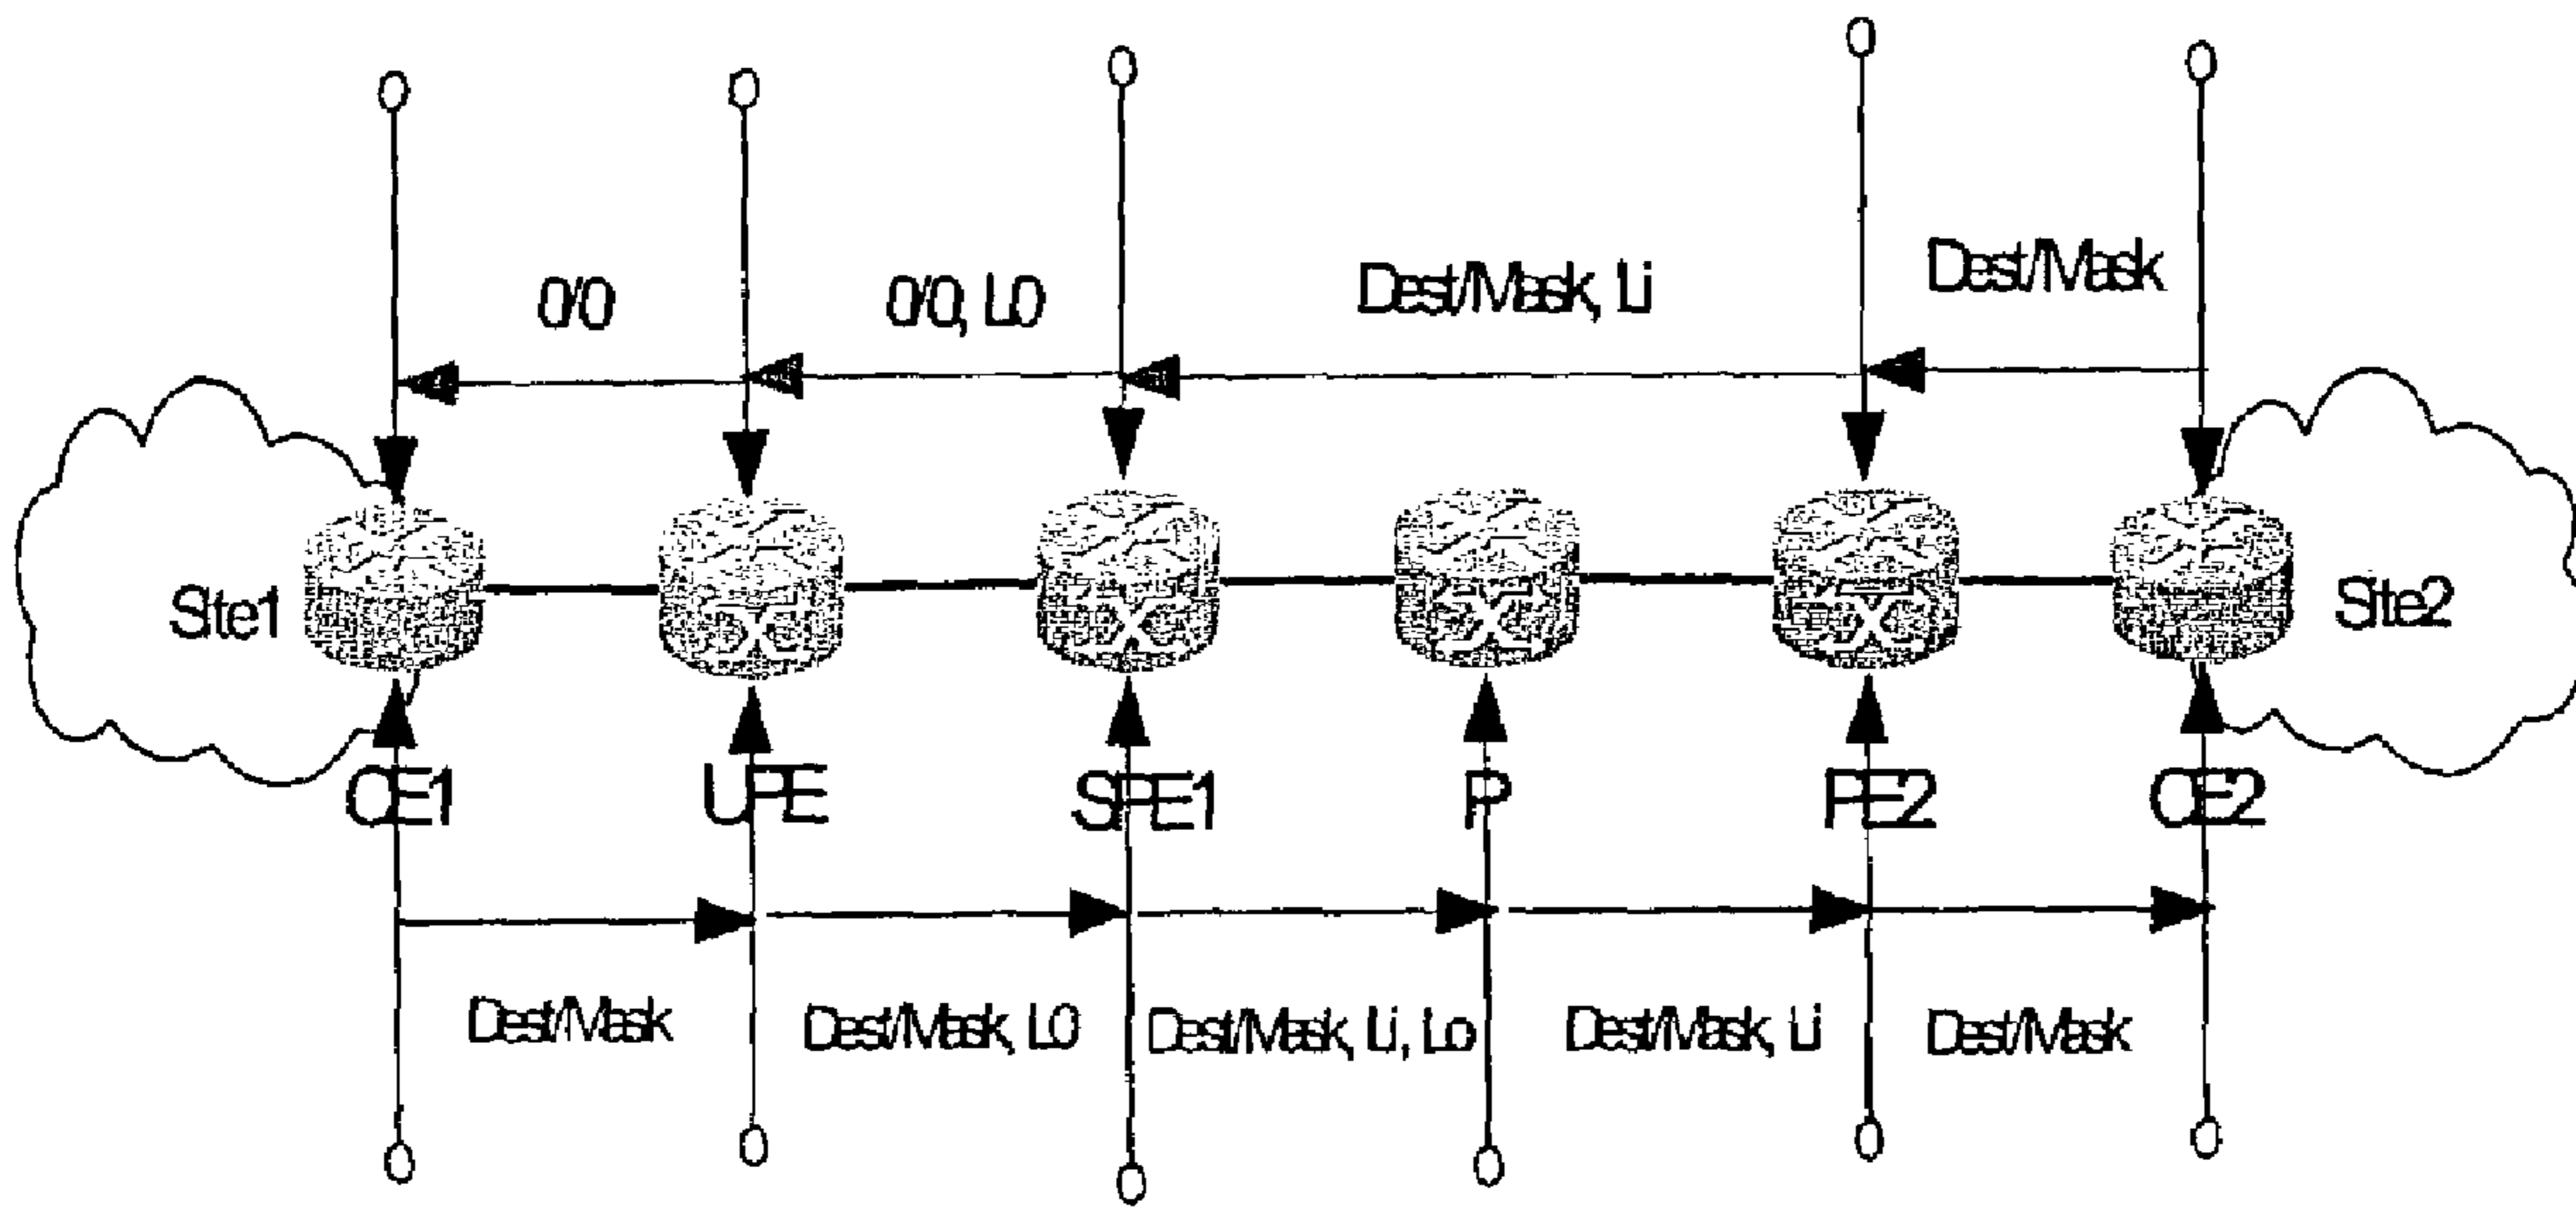 0/0
0/0, L0
Dest/Mask, Li
Dest/Mask
Site1
Site2
CE1
UPE
SPE1
P
PE2
CE2
Dest/Mask
Dest/Mask, L0
Dest/Mask, Li, Lo
Dest/Mask, Li
Dest/Mask